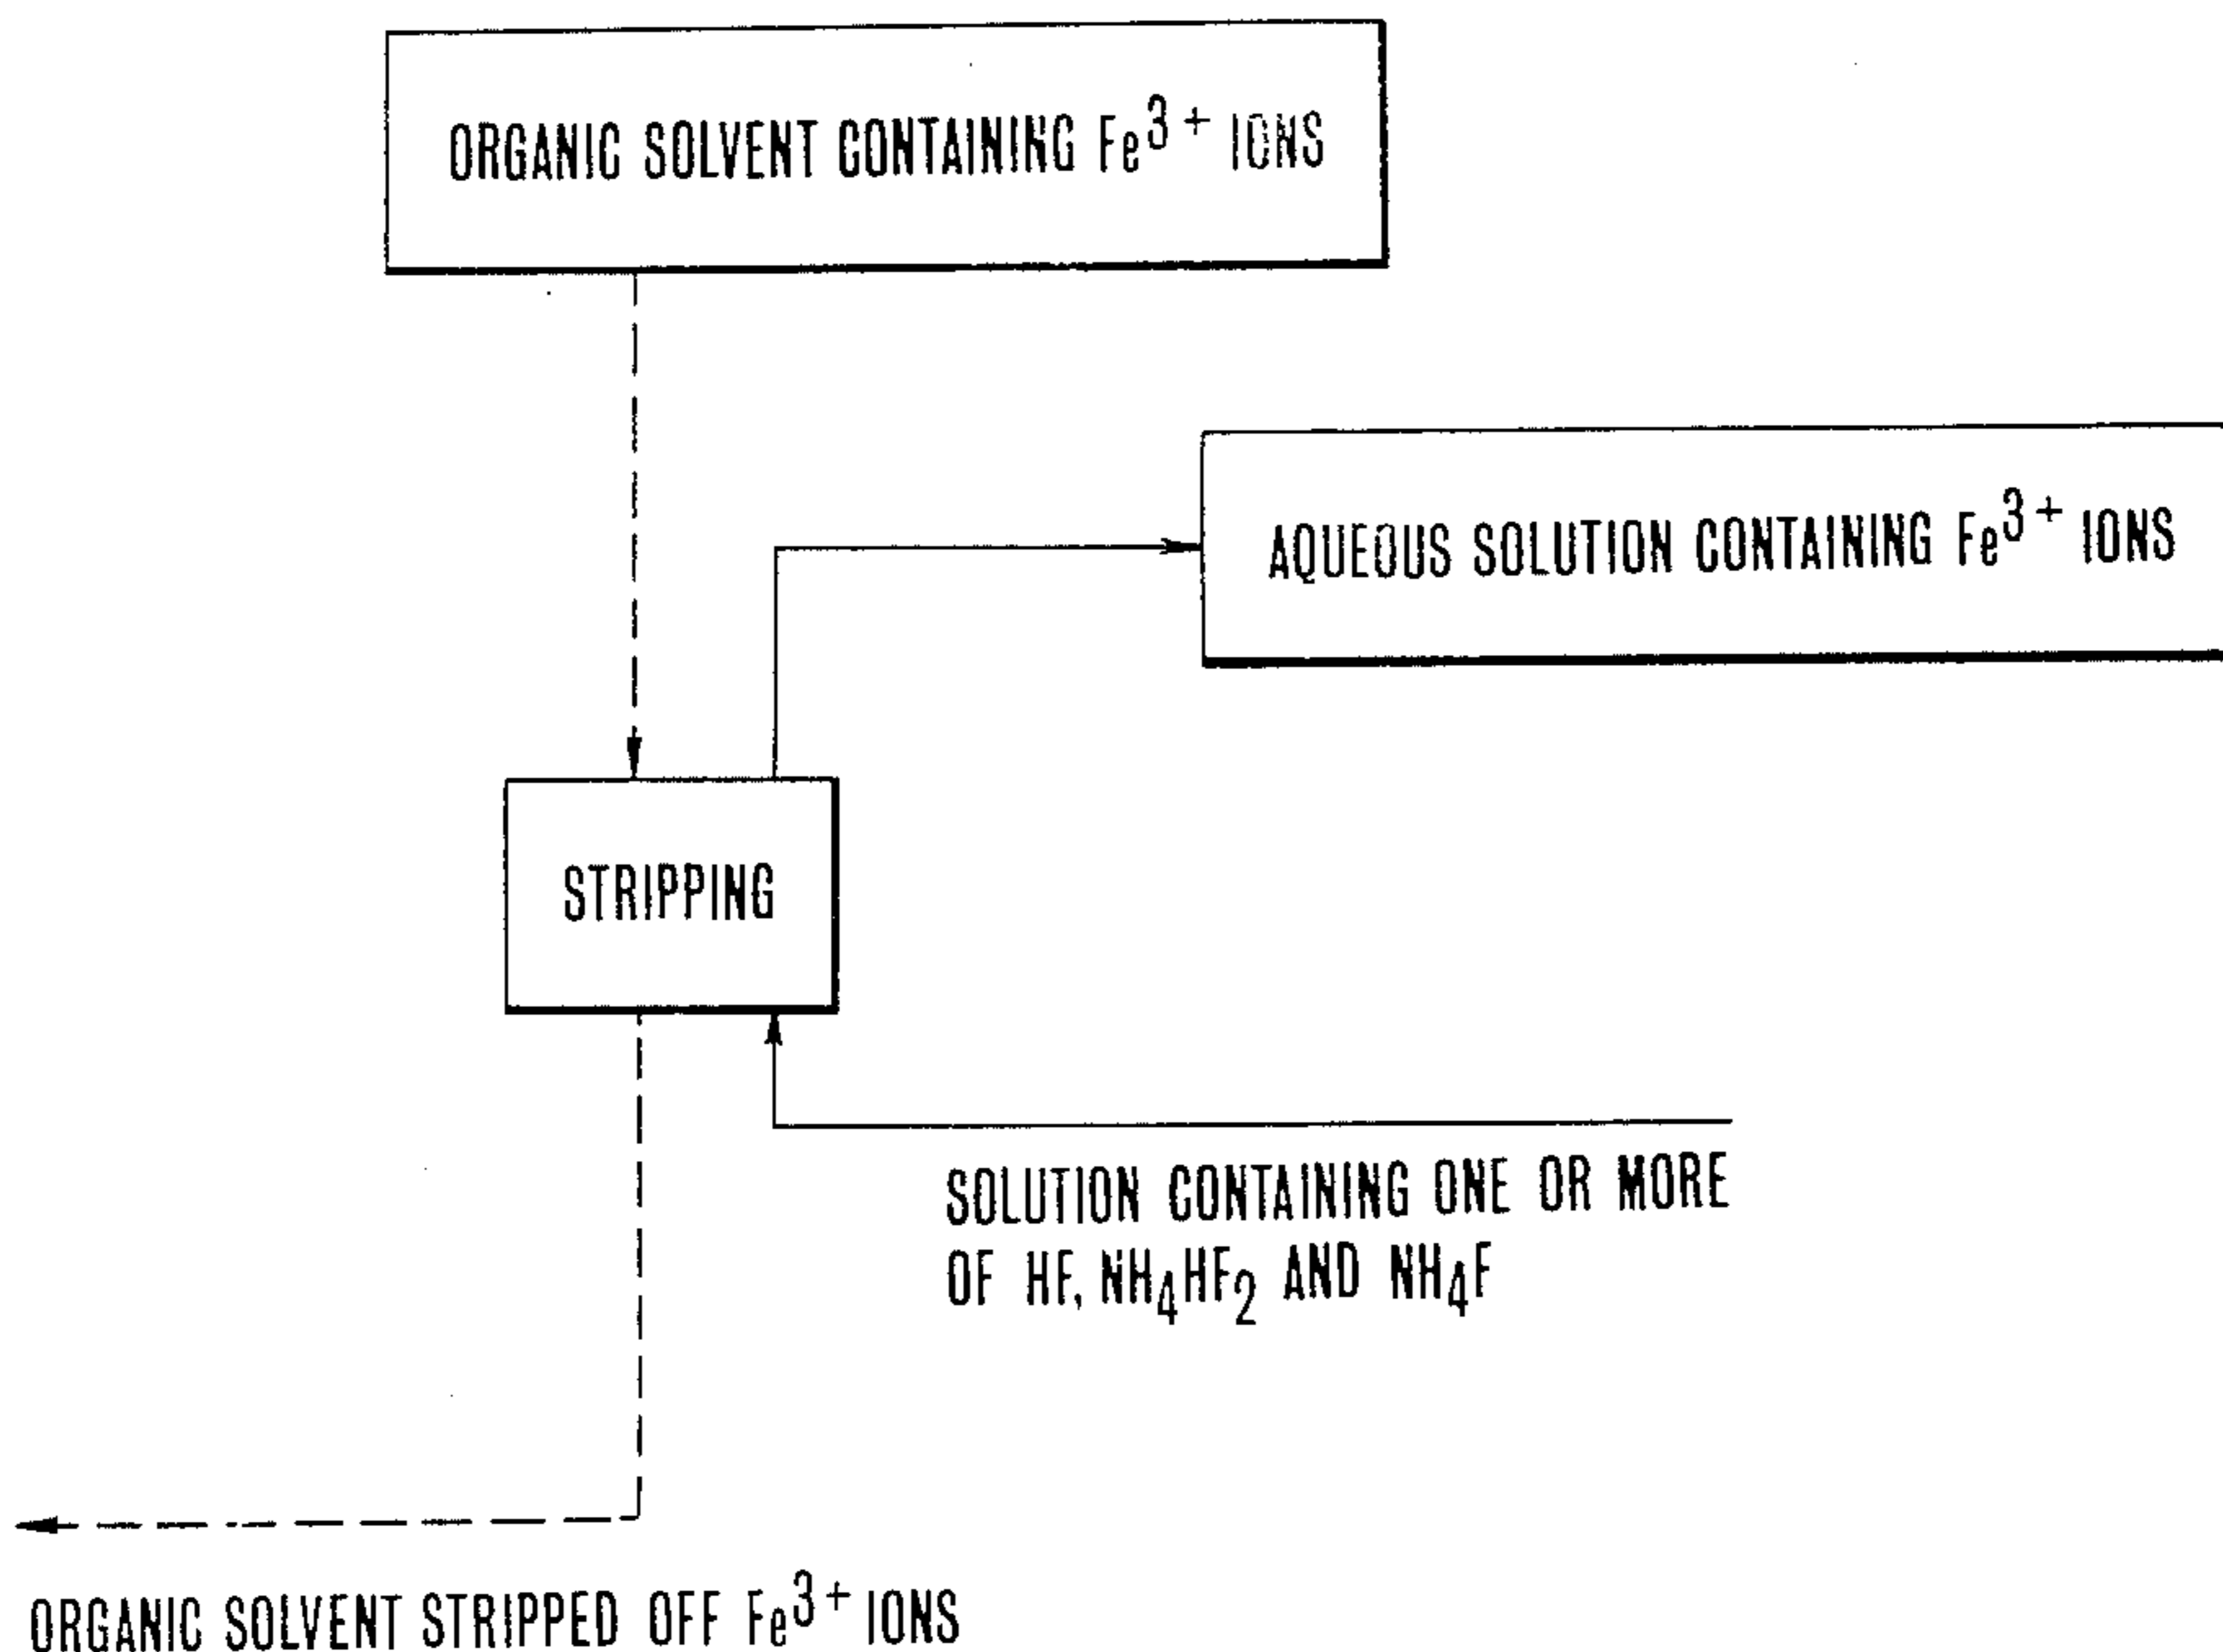 ORGANIC SOLVENT CONTAINING Fe³⁺ IONS
AQUEOUS SOLUTION CONTAINING Fe³⁺ IONS
STRIPPING
SOLUTION CONTAINING ONE OR MORE
OF HF, NH₄HF₂ AND NH₄F
ORGANIC SOLVENT STRIPPED OFF Fe³⁺ IONS